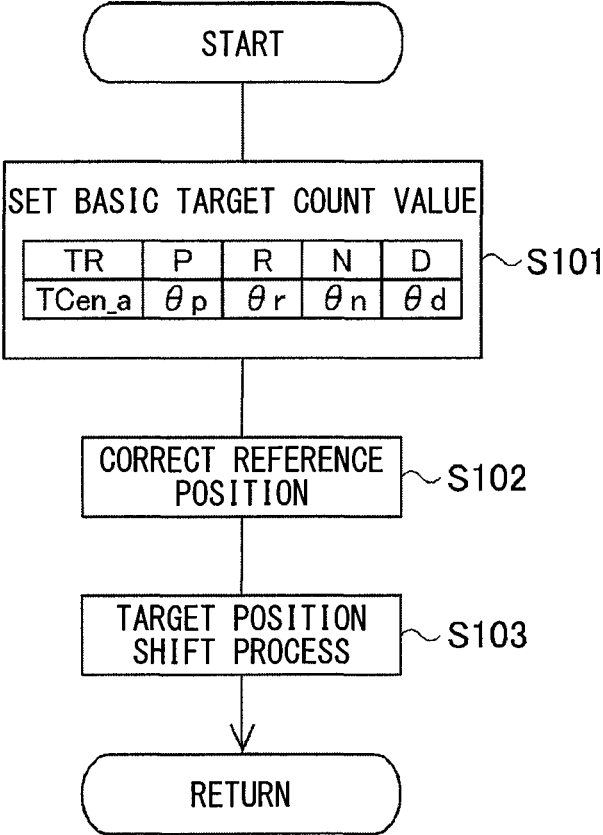 START
SET BASIC TARGET COUNT VALUE
TR P R N D
TCen_a θp θr θn θd
S101
CORRECT REFERENCE
POSITION
S102
TARGET POSITION
SHIFT PROCESS
S103
RETURN